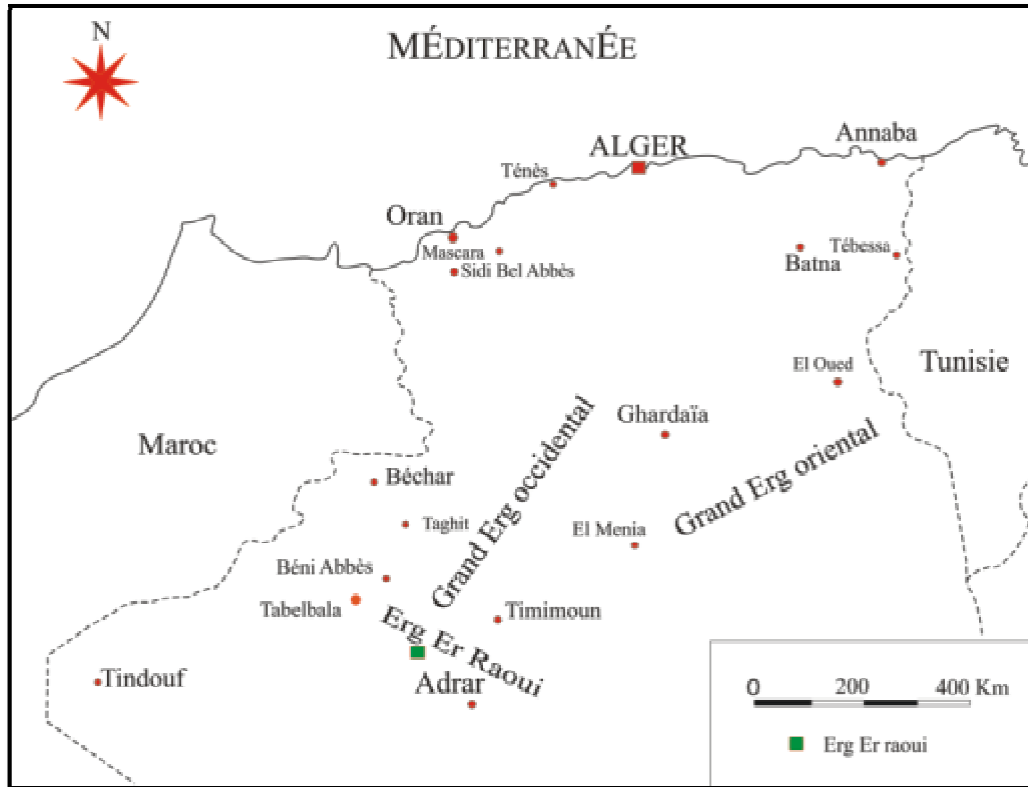 N
MÉDITERRANÉE
Annaba
ALGER
Ténès
Oran
Mascara
Sidi Bel Abbès
Tébessa
Batna
El Oued
Tunisie
Ghardaïa
Maroc
Grand Erg occidental
Grand Erg oriental
Béchar
Taghit
El Menia
Béni Abbès
Tabelbala
Timimoun
Erg Er Raoui
Tindouf
Adrar
0 200 400 Km
Erg Er raoui